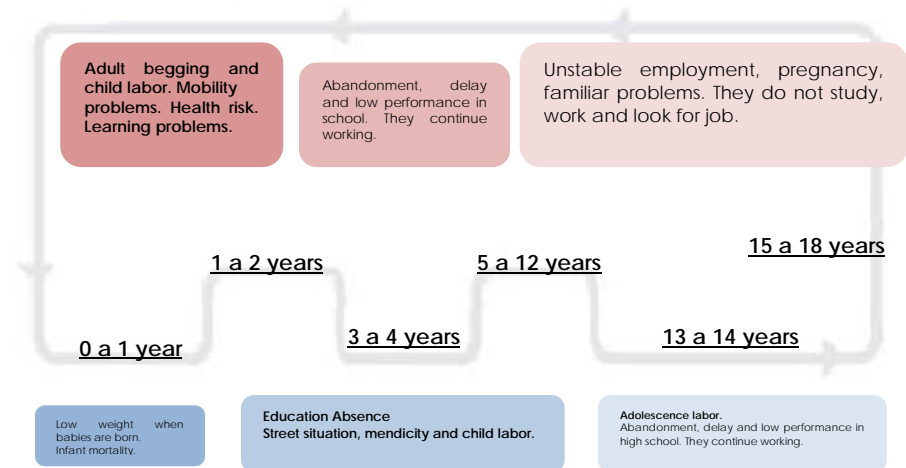 Adult begging and
child labor. Mobility
problems. Health risk.
Learning problems.
Abandonment, delay
and low performance in
school. They continue
working.
Unstable employment, pregnancy,
familiar problems. They do not study,
work and look for job.
15 a 18 years
1 a 2 years
5 a 12 years
3 a 4 years
13 a 14 years
0 a 1 year
Low weight when
babies are born.
Infant mortality.
Education Absence
Street situation, mendicity and child labor.
Adolescence labor.
Abandonment, delay and low performance in
high school. They continue working.